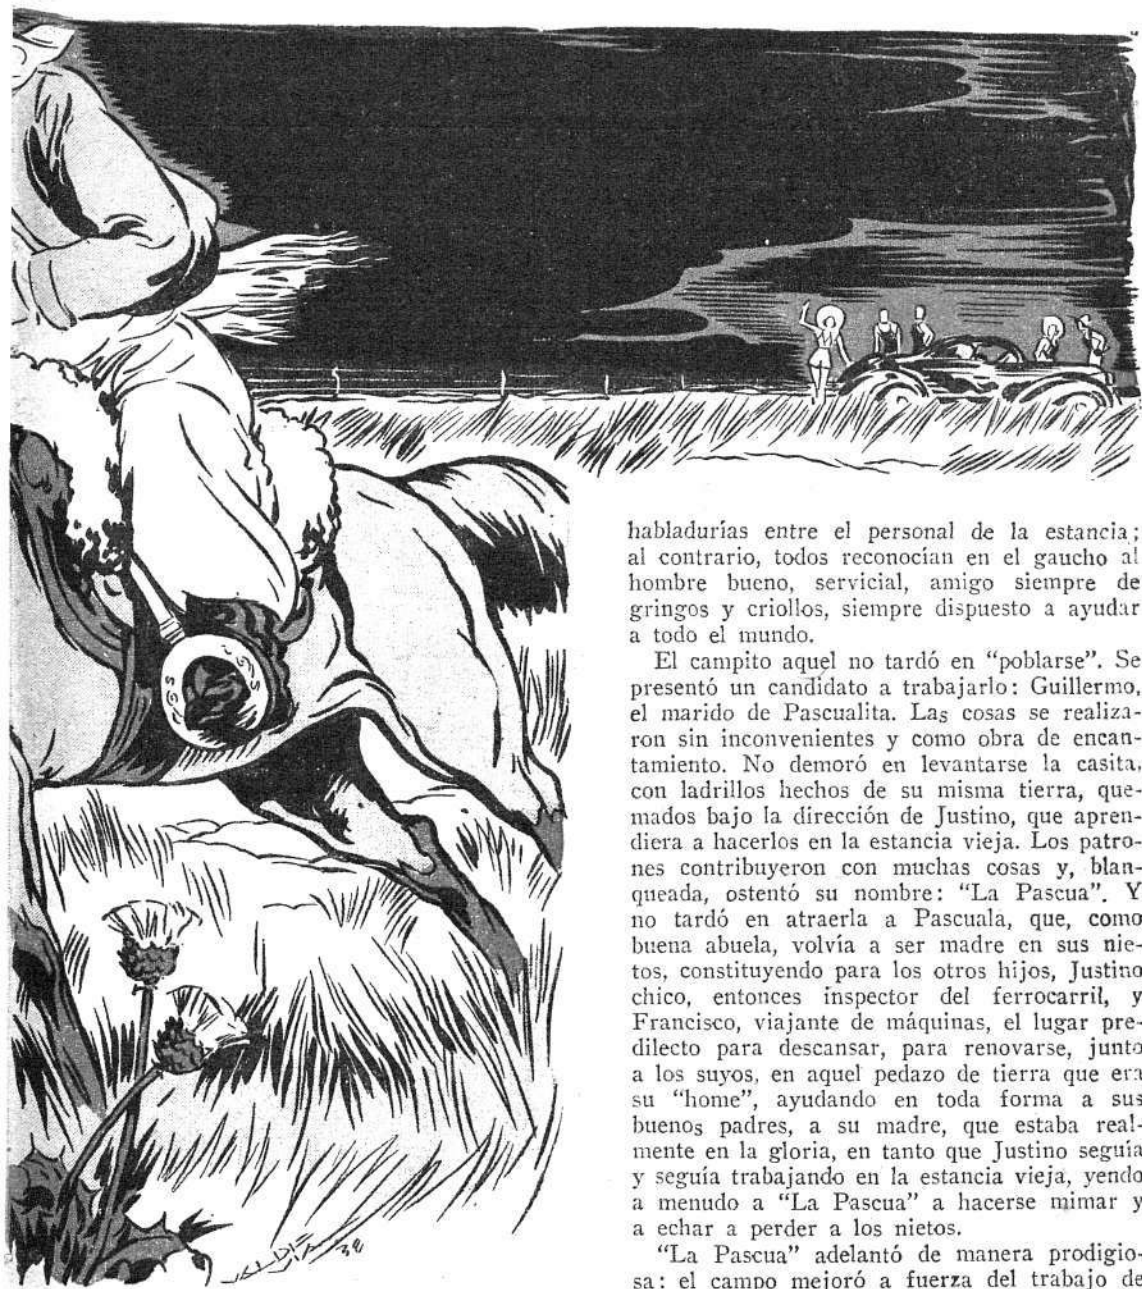 habladurías entre el personal de la estancia;
al contrario, todos reconocían en el gaucho al
hombre bueno, servicial, amigo siempre de
gringos y criollos, siempre dispuesto a ayudar
a todo el mundo.
El campito aquel no tardó en “poblarse”. Se
presentó un candidato a trabajarlo: Guillermo,
el marido de Pascualita. Las cosas se realiza-
ron sin inconvenientes y como obra de encan-
tamiento. No demoró en levantarse la casita,
con ladrillos hechos de su misma tierra, que-
mados bajo la dirección de Justino, que apren-
diera a hacerlos en la estancia vieja. Los patro-
nes contribuyeron con muchas cosas y, blan-
queada, ostentó su nombre: “La Pascua”. Y
no tardó en atraerla a Pascuala, que, como
buena abuela, volvía a ser madre en sus nie-
tos, constituyendo para los otros hijos, Justino
chico, entonces inspector del ferrocarril, y
Francisco, viajante de máquinas, el lugar pre-
dilecto para descansar, para renovarse, junto
a los suyos, en aquel pedazo de tierra que era
su “home”, ayudando en toda forma a sus
buenos padres, a su madre, que estaba real-
mente en la gloria, en tanto que Justino seguía
y seguía trabajando en la estancia vieja, yendo
a menudo a “La Pascua” a hacerse mimar y
a echar a perder a los nietos.
“La Pascua” adelantó de manera prodigio-
sa: el campo mejoró a fuerza del trabajo de